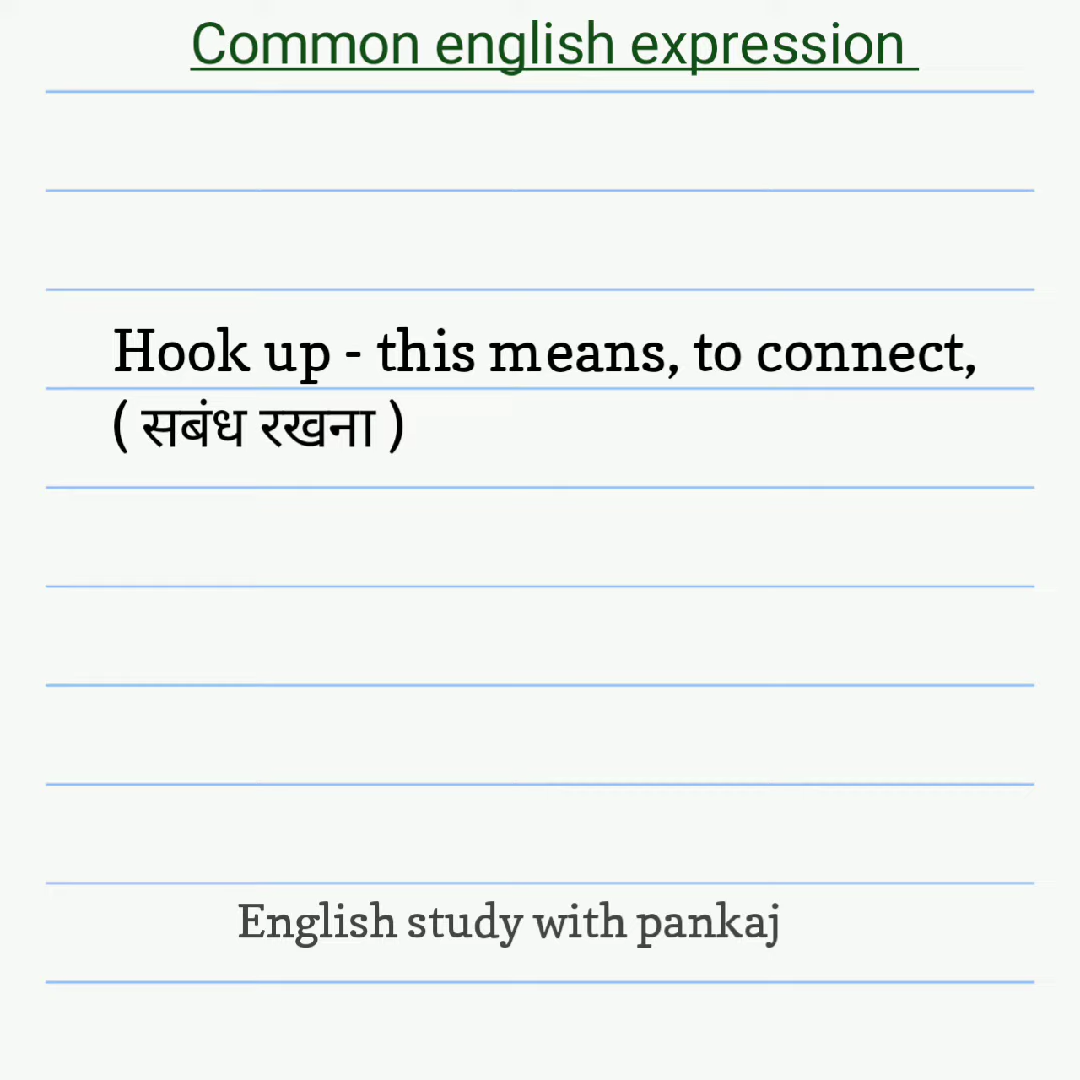 Common english expression
Hook up - this means, to connect,
( सबंध रखना )
English study with pankaj